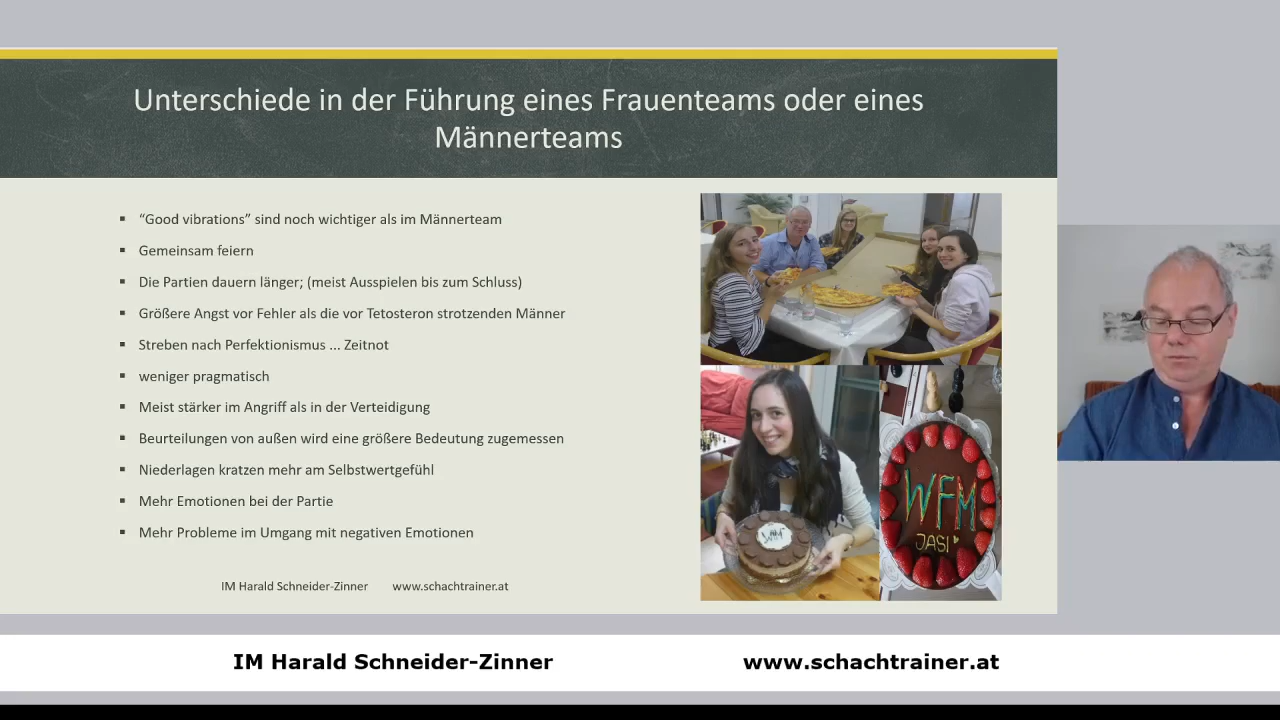 Unterschiede in der Führung eines Frauenteams oder eines
Männerteams
“Good vibrations” sind noch wichtiger als im Männerteam
Gemeinsam feiern
Die Partien dauern länger; (meist Ausspielen bis zum Schluss)
Größere Angst vor Fehler als die vor Tetosteron strotzenden Männer
Streben nach Perfektionismus ... Zeitnot
weniger pragmatisch
Meist stärker im Angriff als in der Verteidigung
Beurteilungen von außen wird eine größere Bedeutung zugemessen
Niederlagen kratzen mehr am Selbstwertgefühl
Mehr Emotionen bei der Partie
Mehr Probleme im Umgang mit negativen Emotionen
WFM
JASI
IM Harald Schneider-Zinner www.schachtrainer.at
IM Harald Schneider-Zinner www.schachtrainer.at